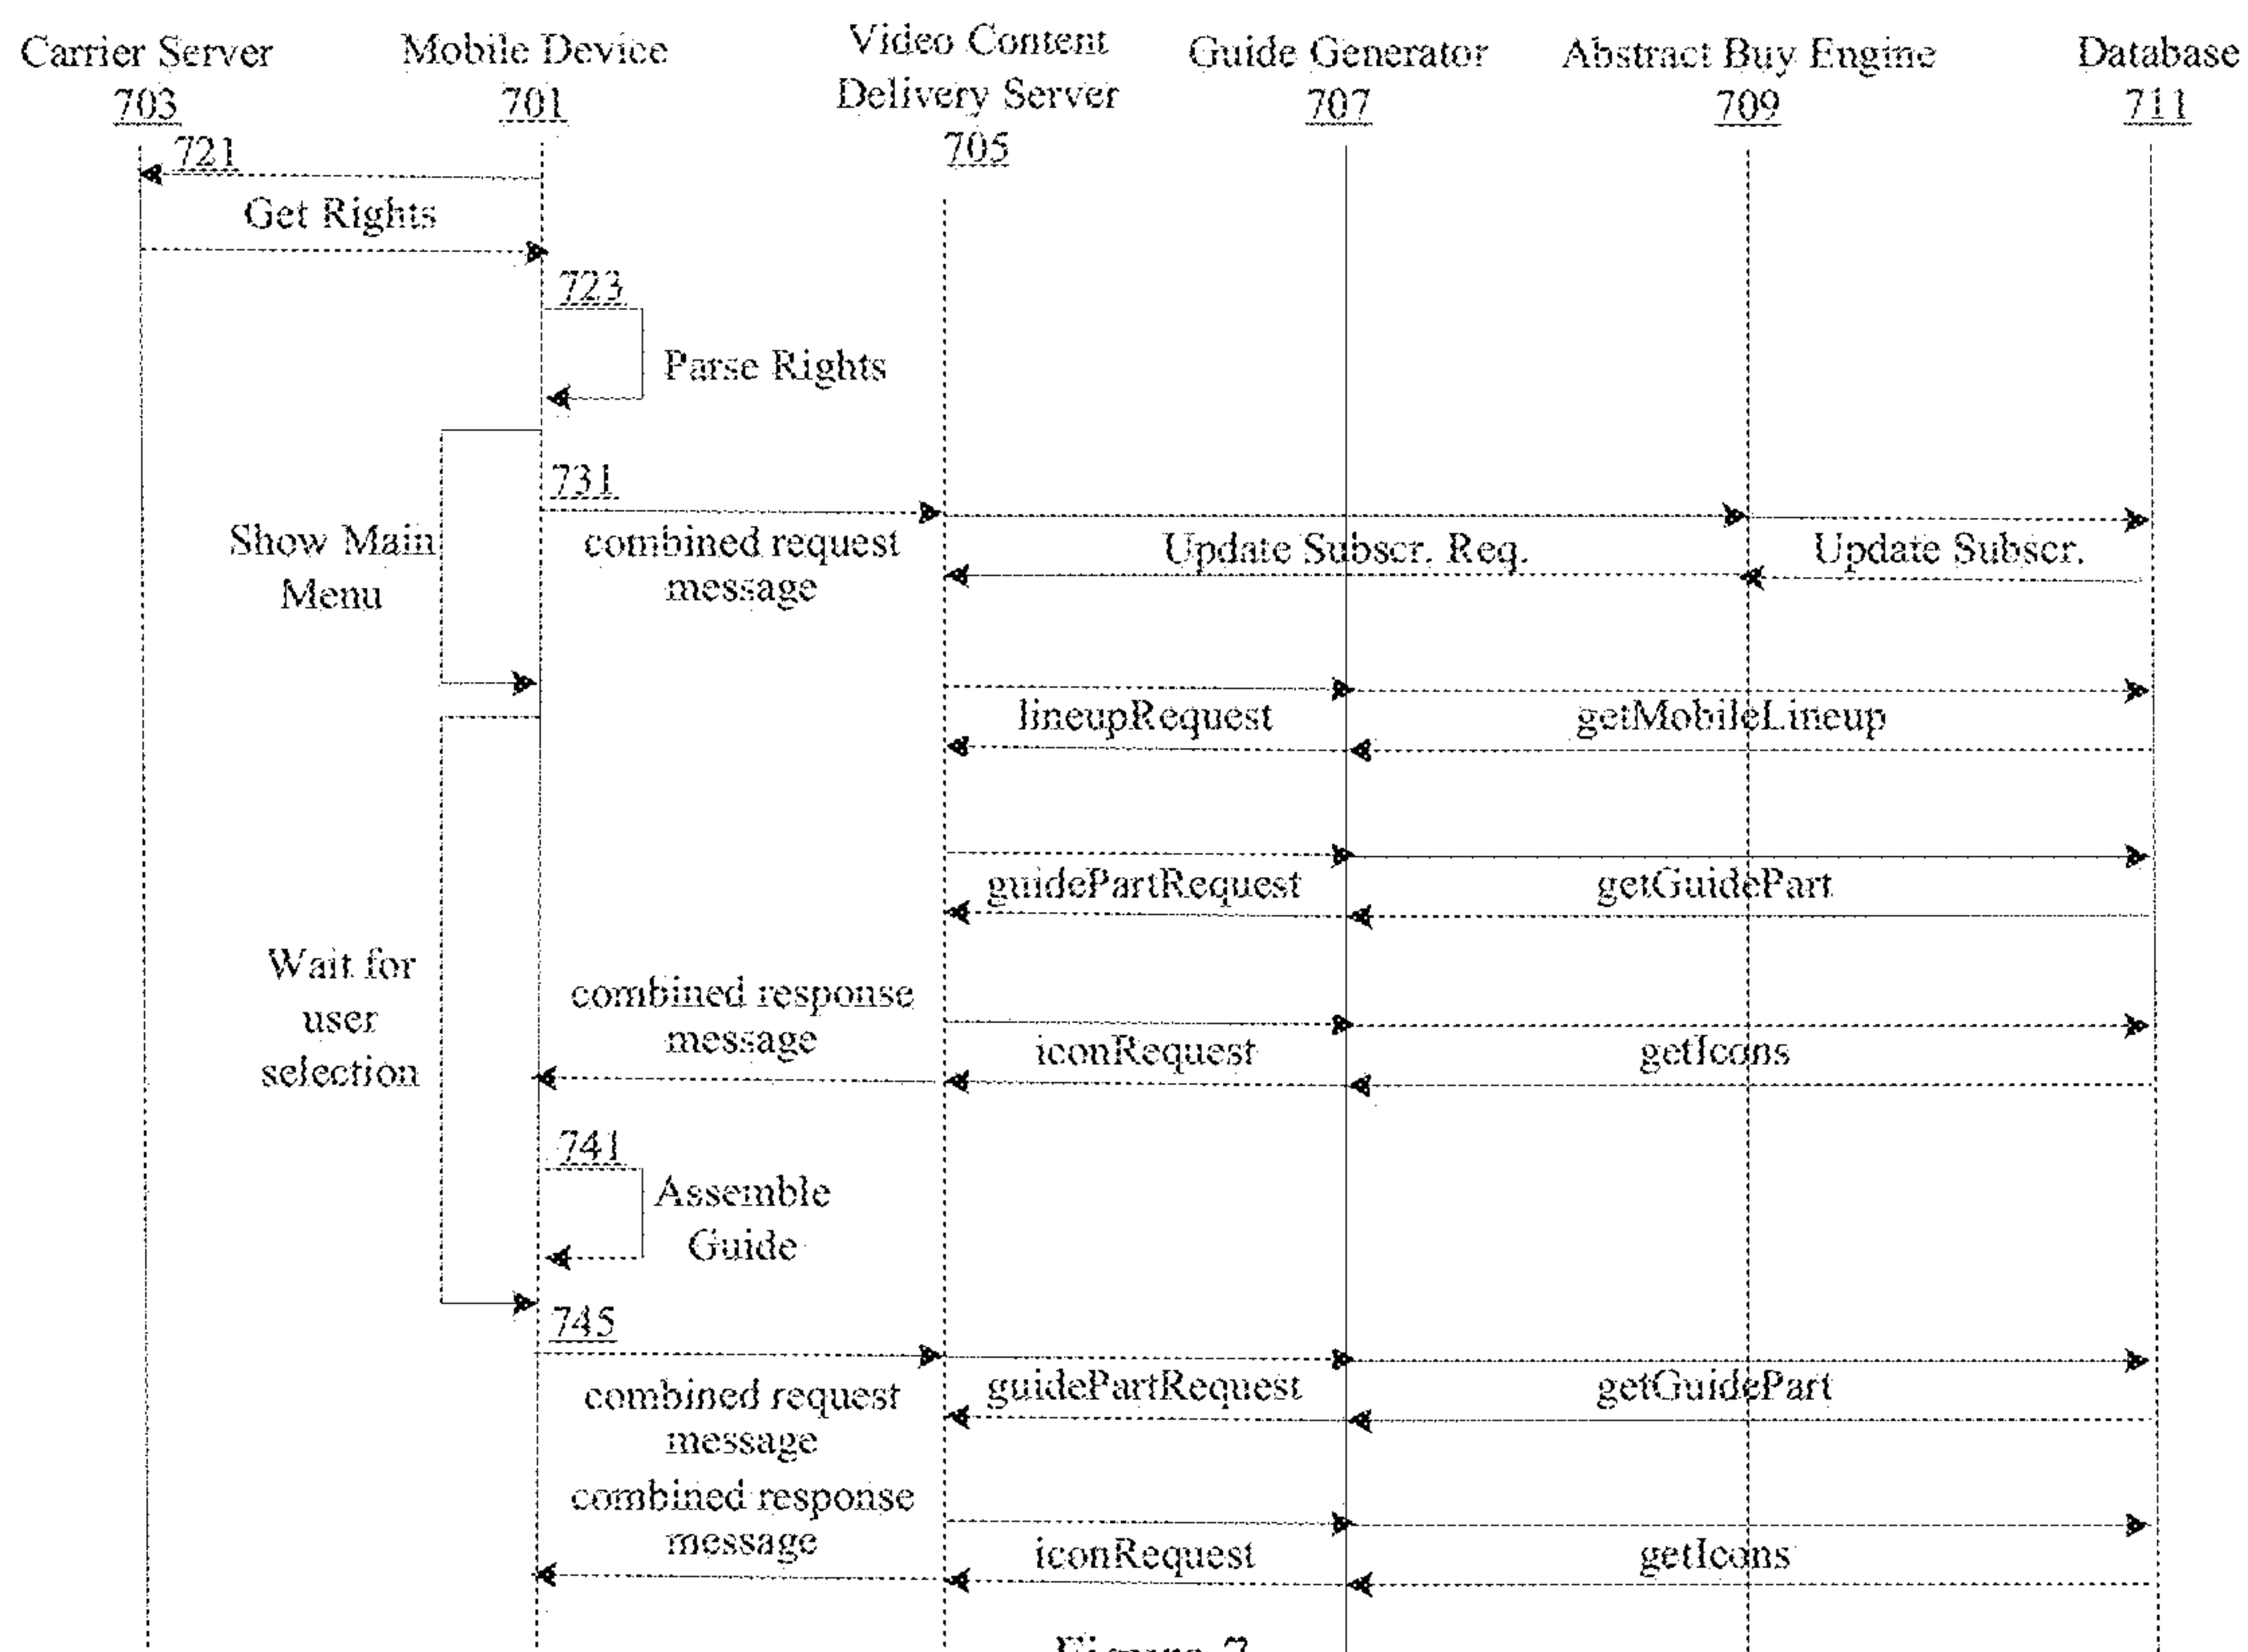 Carrier Server
703
Mobile Device
701
Video Content
Delivery Server
705
Guide Generator
707
Abstract Buy Engine
709
Database
711
721
Get Rights
723
Parse Rights
731
Show Main
Menu
combined request
message
Update Subscr. Req.
Update Subscr.
lineupRequest
getMobileLineup
guidePartRequest
getGuidePart
Wait for
user
selection
combined response
message
iconRequest
getIcons
741
Assemble
Guide
745
combined request
message
guidePartRequest
getGuidePart
combined response
message
iconRequest
getIcons
Figure 7